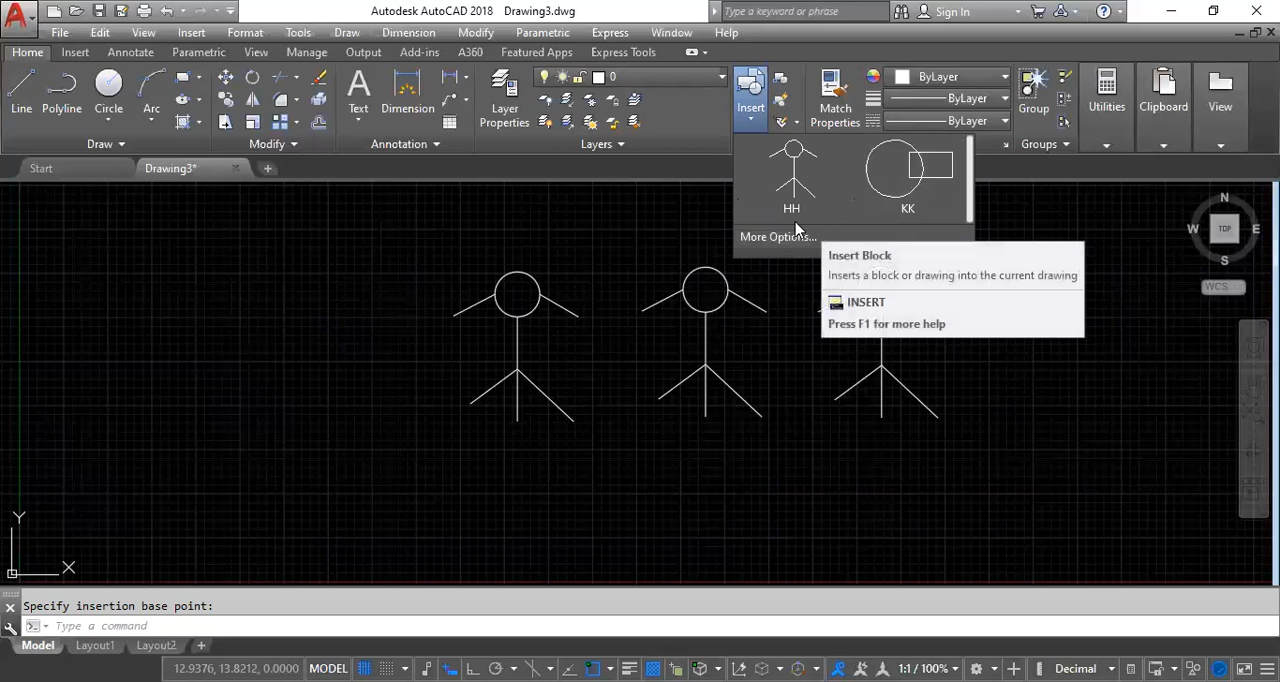 Autodesk AutoCAD 2018 Drawing3.dwg
Type a keyword or phrase
Sign In
File Edit View Insert Format Tools Draw Dimension Modify Parametric Express Window Help
Home Insert Annotate Parametric View Manage Output Add-ins A360 Featured Apps Express Tools
0
ByLayer
ByLayer
ByLayer
Line Polyline Circle Arc Text Dimension Layer Properties Insert Match Properties Group Utilities Clipboard View
Draw Modify Annotation Layers Groups
Start Drawing3* +
HH KK
More Options...
Insert Block
Inserts a block or drawing into the current drawing
INSERT
Press F1 for more help
N
W TOP E
S
WCS
Y
X
Specify insertion base point:
Type a command
Model Layout1 Layout2 +
12.9376, 13.8212, 0.0000 MODEL 1:1 / 100% Decimal